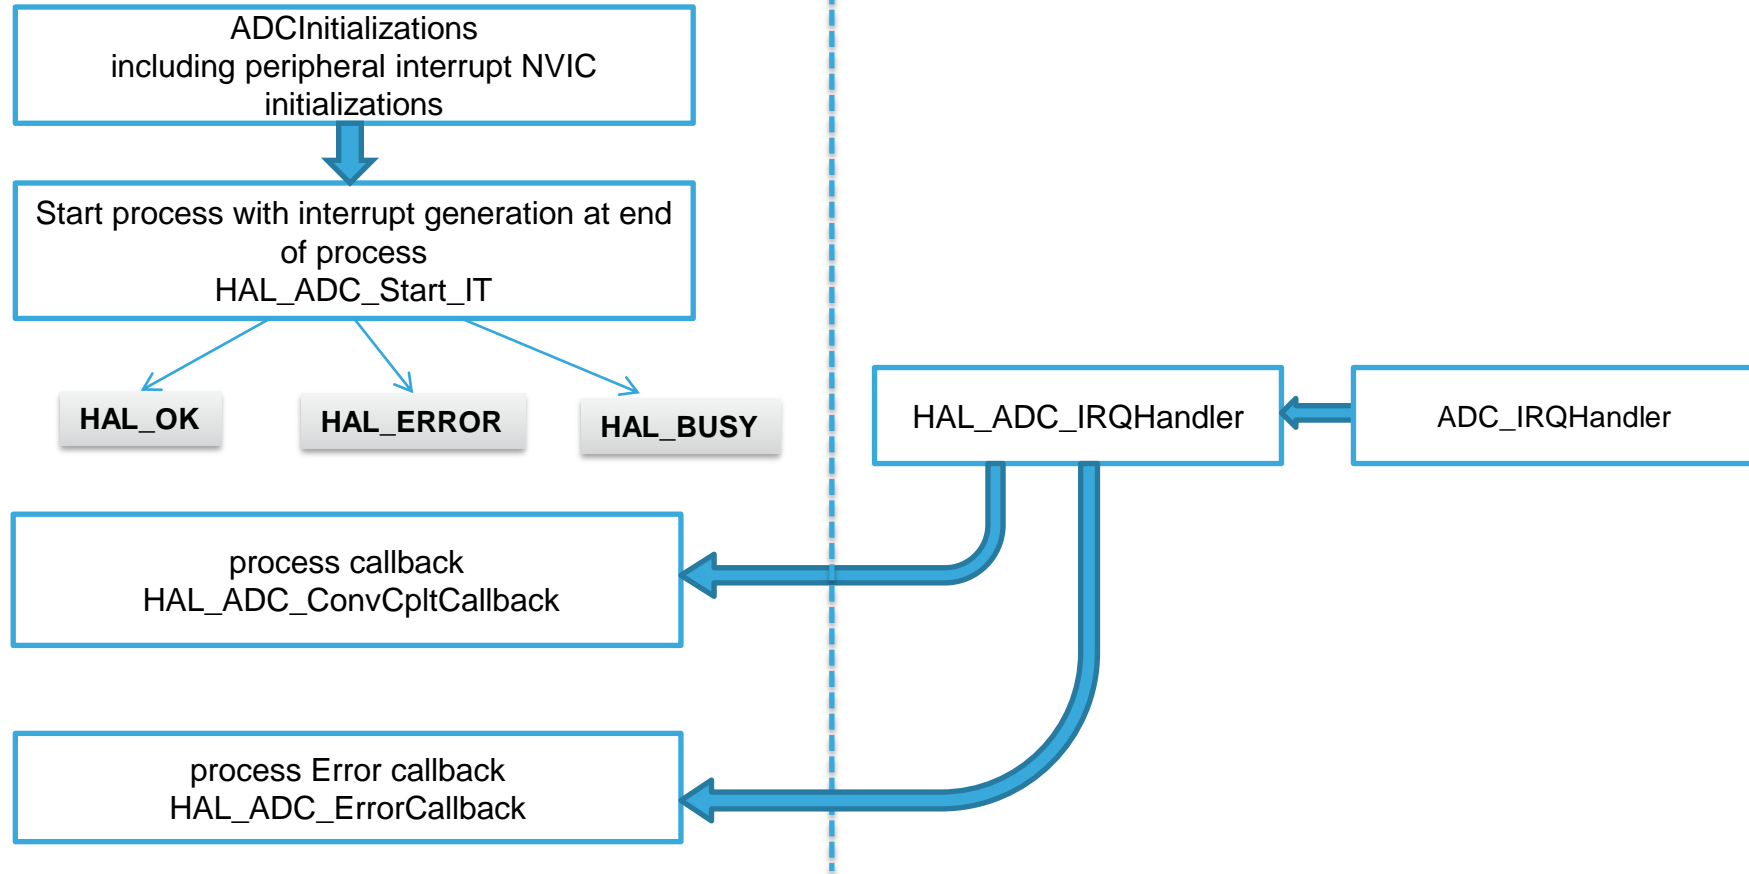 ADCInitializations
including peripheral interrupt NVIC
initializations
Start process with interrupt generation at end
of process
HAL_ADC_Start_IT
HAL_OK
HAL_ERROR
HAL_BUSY
HAL_ADC_IRQHandler
ADC_IRQHandler
process callback
HAL_ADC_ConvCpltCallback
process Error callback
HAL_ADC_ErrorCallback